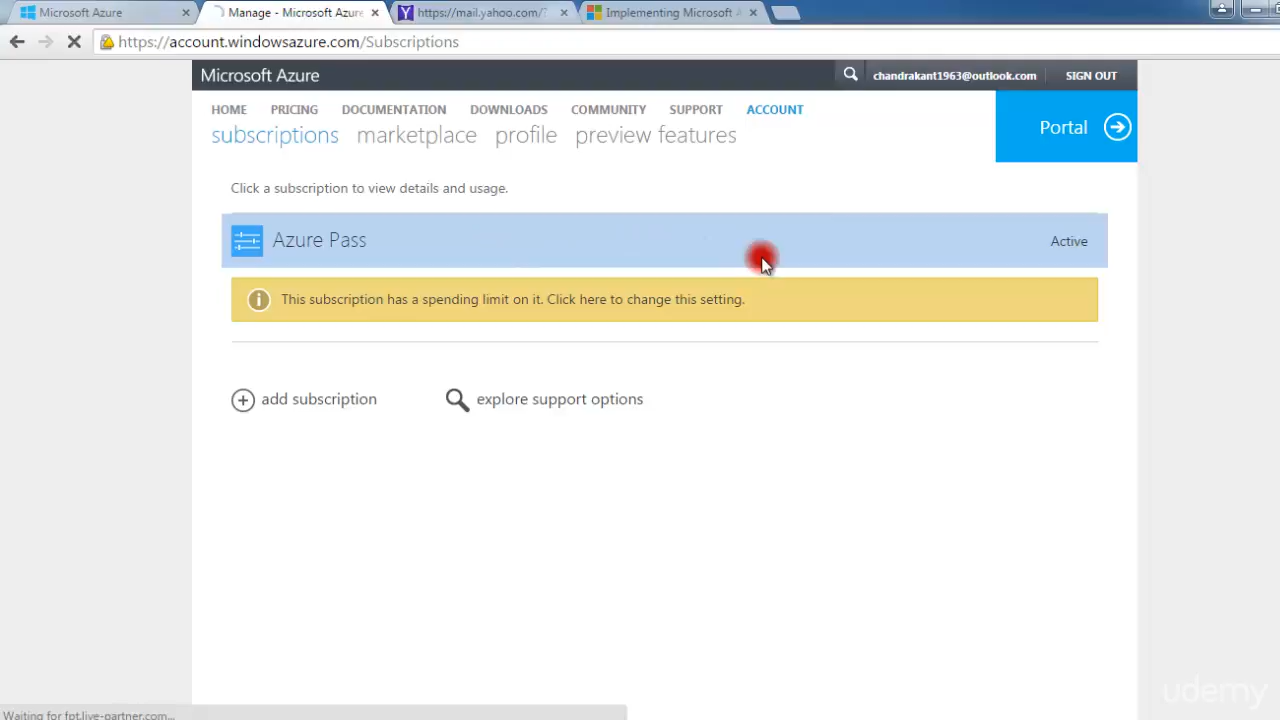 Microsoft Azure
Manage - Microsoft Azure
https://mail.yahoo.com/?
Implementing Microsoft A
https://account.windowsazure.com/Subscriptions
Microsoft Azure
chandrakant1963@outlook.com
SIGN OUT
HOME PRICING DOCUMENTATION DOWNLOADS COMMUNITY SUPPORT ACCOUNT
subscriptions marketplace profile preview features
Portal
Click a subscription to view details and usage.
Azure Pass
Active
This subscription has a spending limit on it. Click here to change this setting.
add subscription
explore support options
Waiting for fpt.live-partner.com...
udemy